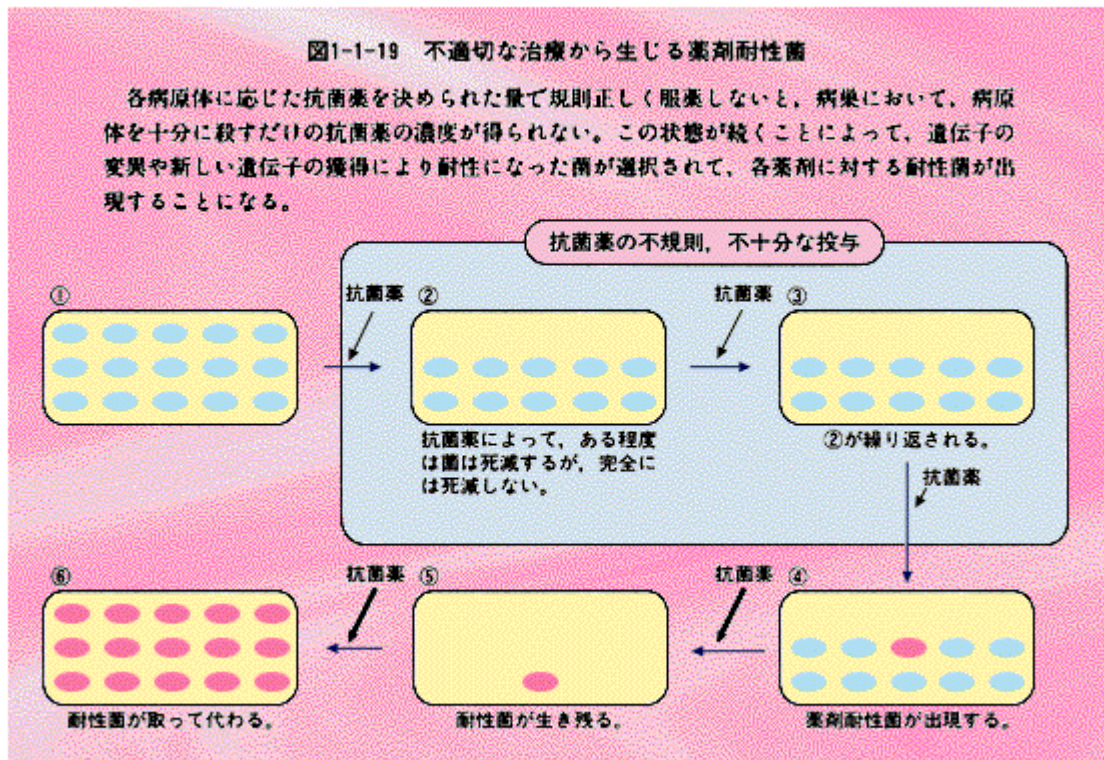 図1-1-19 不適切な治療から生じる薬剤耐性菌
各病原体に応じた抗菌薬を決められた量で規則正しく服薬しないと，病巣において，病原
体を十分に殺すだけの抗菌薬の濃度が得られない。この状態が続くことによって，遺伝子の
変異や新しい遺伝子の獲得により耐性になった菌が選択されて，各薬剤に対する耐性菌が出
現することになる。
抗菌薬の不規則，不十分な投与
①
抗菌薬
②
抗菌薬
③
抗菌薬によって，ある程度
は菌は死滅するが，完全に
は死滅しない。
②が繰り返される。
抗菌薬
④
薬剤耐性菌が出現する。
抗菌薬
⑤
耐性菌が生き残る。
抗菌薬
⑥
耐性菌が取って代わる。